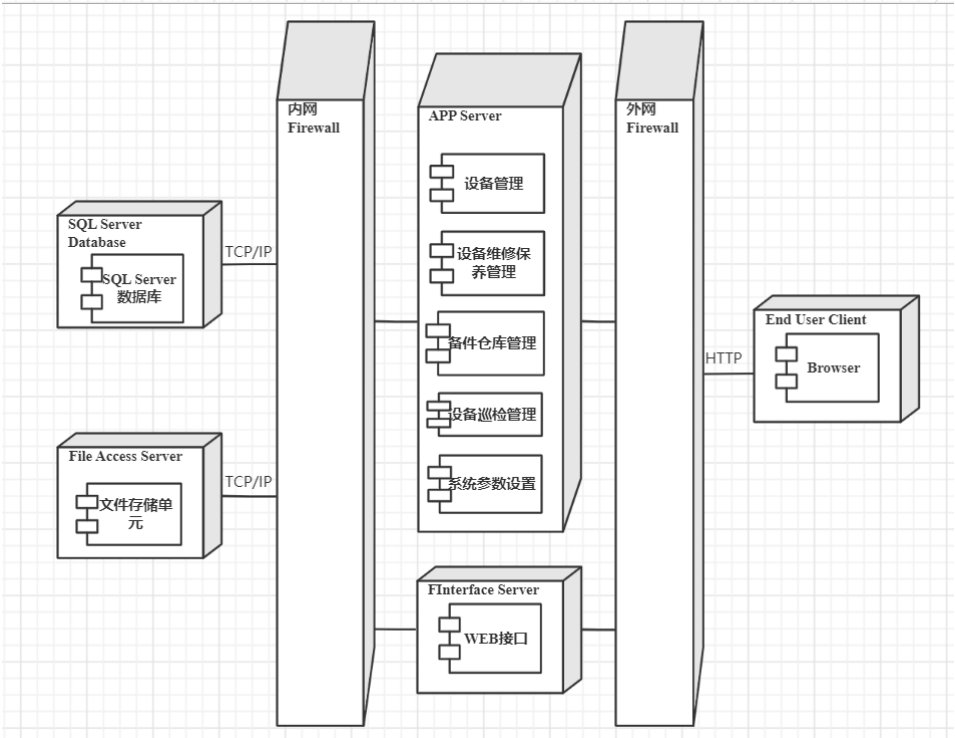 内网
Firewall
APP Server
设备管理
设备维修保
养管理
备件仓库管理
设备巡检管理
系统参数设置
外网
Firewall
SQL Server
Database
SQL Server
数据库
TCP/IP
File Access Server
文件存储单
元
TCP/IP
FInterface Server
WEB接口
HTTP
End User Client
Browser